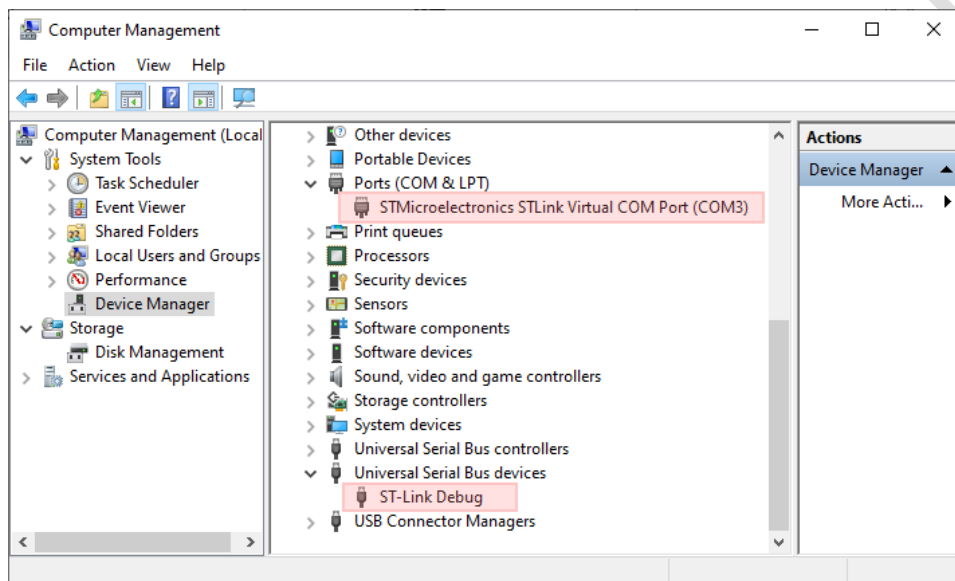 Computer Management
File Action View Help
Computer Management (Local
System Tools
Task Scheduler
Event Viewer
Shared Folders
Local Users and Groups
Performance
Device Manager
Storage
Disk Management
Services and Applications
Other devices
Portable Devices
Ports (COM & LPT)
STMicroelectronics STLink Virtual COM Port (COM3)
Print queues
Processors
Security devices
Sensors
Software components
Software devices
Sound, video and game controllers
Storage controllers
System devices
Universal Serial Bus controllers
Universal Serial Bus devices
ST-Link Debug
USB Connector Managers
Actions
Device Manager
More Acti...